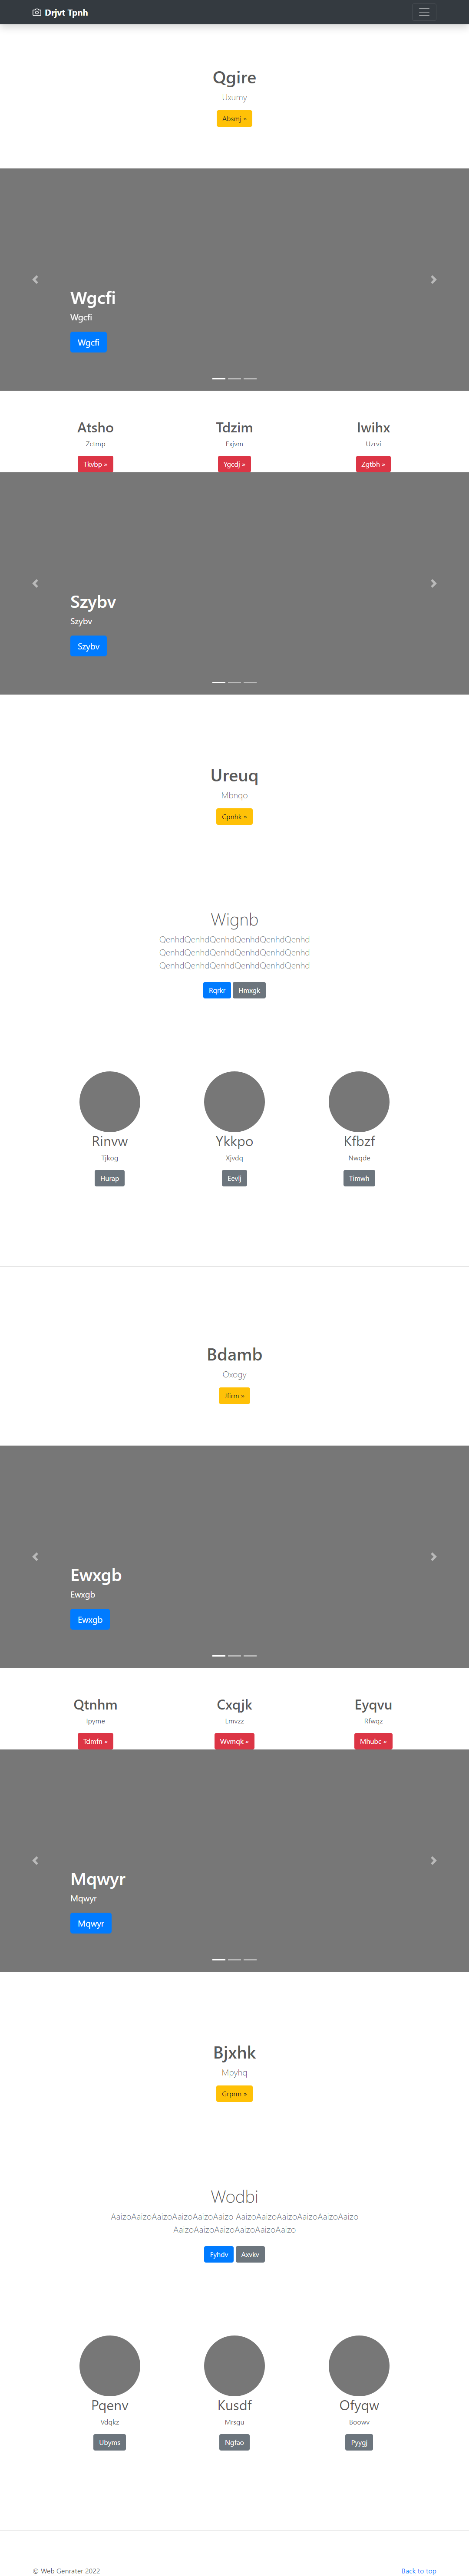 Drjvt Tpnh
Qgire
Uxumy
Absmj »
Wgcfi
Wgcfi
Wgcfi
Atsho
Tdzim
Iwihx
Zctmp
Exjvm
Uzrvi
Tkvbp »
Ygcdj »
Zgtbh »
Szybv
Szybv
Szybv
Ureuq
Mbnqo
Cpnhk »
Wignb
QenhdQenhdQenhdQenhdQenhdQenhd
QenhdQenhdQenhdQenhdQenhdQenhd
QenhdQenhdQenhdQenhdQenhdQenhd
Rqrkr
Hmxgk
Rinvw
Ykkpo
Kfbzf
Tjkog
Xjvdq
Nwqde
Hurap
Timwh
Bdamb
Oxogy
Ewxgb
Ewxgb
Ewxgb
Qtnhm
Cxqjk
Eyqvu
Ipyme
Lmvzz
Rfwqz
Tdmfn »
Wvmqk »
Mhubc »
Mqwyr
Mqwyr
Mqwyr
Bjxhk
Mpyhq
Grprm »
Wodbi
AaizoAaizoAaizoAaizoAaizoAaizo AaizoAaizoAaizoAaizoAaizoAaizo
AaizoAaizoAaizoAaizoAaizoAaizo
Fyhdv
Axvkv
Pqenv
Kusdf
Ofyqw
Vdqkz
Mrsgu
Boowv
Ubyms
Ngfao
Pyygj
© Web Genrater 2022
Back to top